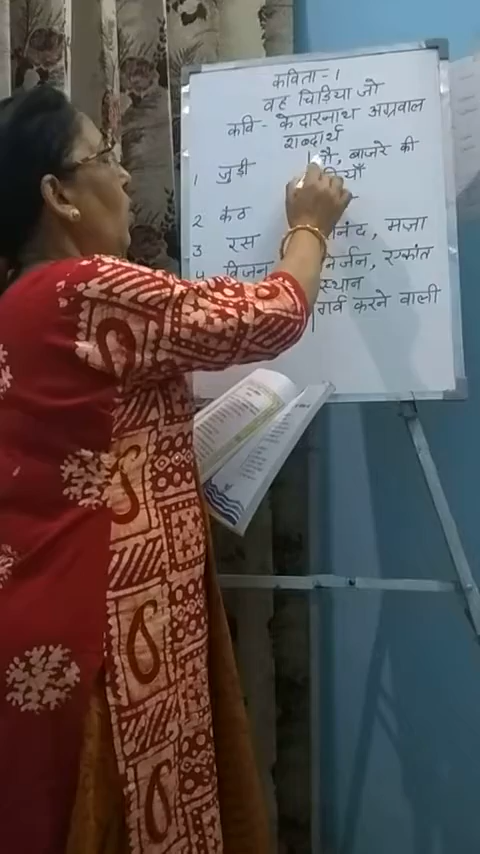 कविता-1
वह चिड़िया जो
कवि - केदारनाथ अग्रवाल
शब्दार्थ
1 जुड़ी जौ, बाजरे की
2 कंठ
3 रस नंद, मज़ा
4 विजन निर्जन, एकांत
स्थान
गर्व करने वाली